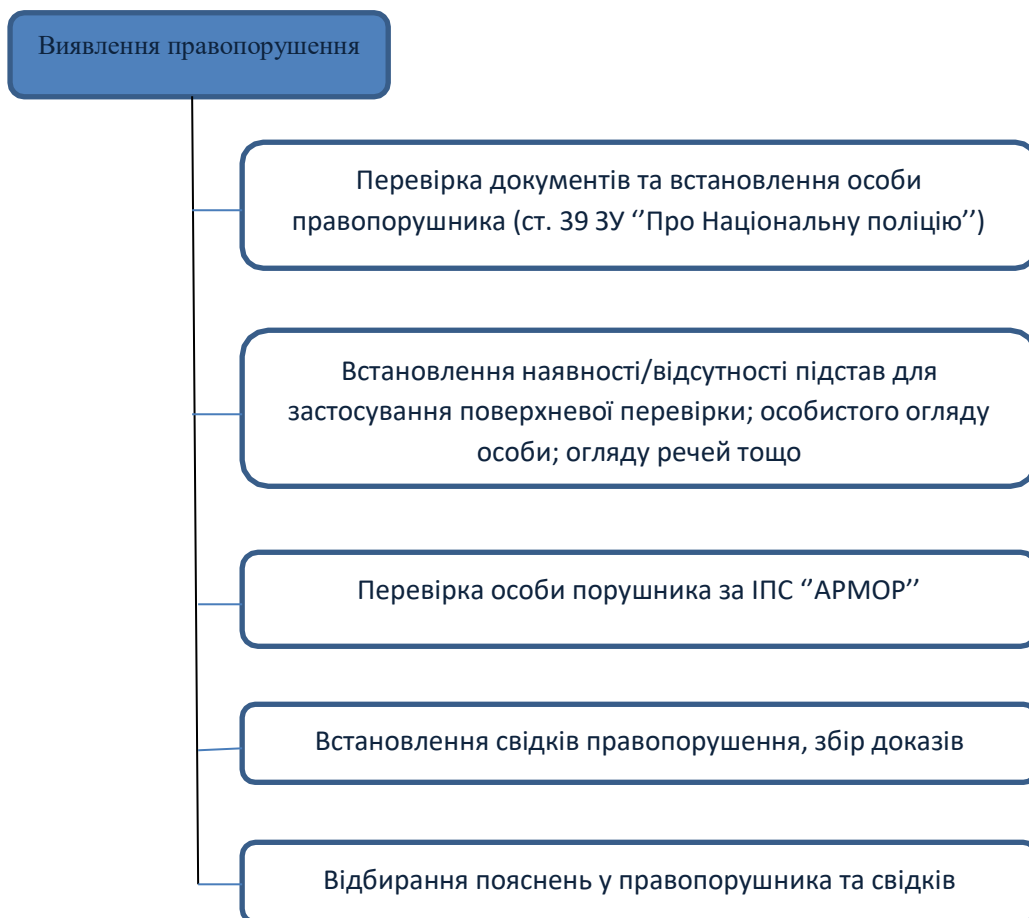 Виявлення правопорушення
Перевірка документів та встановлення особи
правопорушника (ст. 39 ЗУ ‘‘Про Національну поліцію’’)
Встановлення наявності/відсутності підстав для
застосування поверхневої перевірки; особистого огляду
особи; огляду речей тощо
Перевірка особи порушника за ІПС ‘‘АРМОР’’
Встановлення свідків правопорушення, збір доказів
Відбирання пояснень у правопорушника та свідків